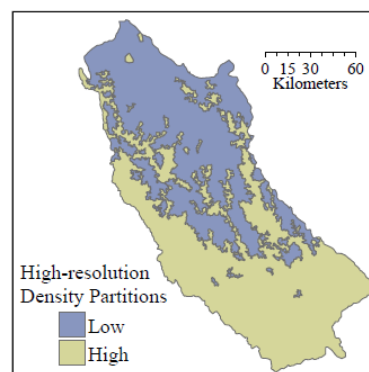 0 15 30 60
Kilometers
High-resolution
Density Partitions
Low
High